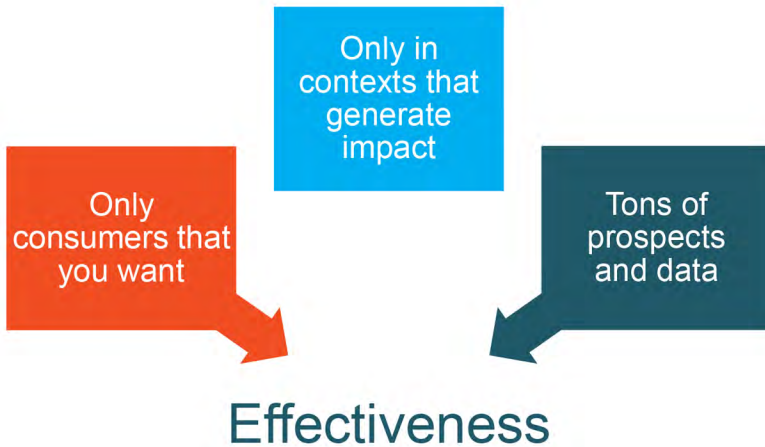 Only in
contexts that
generate
impact
Only
consumers that
you want
Tons of
prospects
and data
Effectiveness